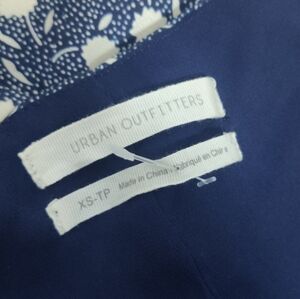 URBAN OUTFITTERS
XS-TP Made in China/Fabriqué en Chine